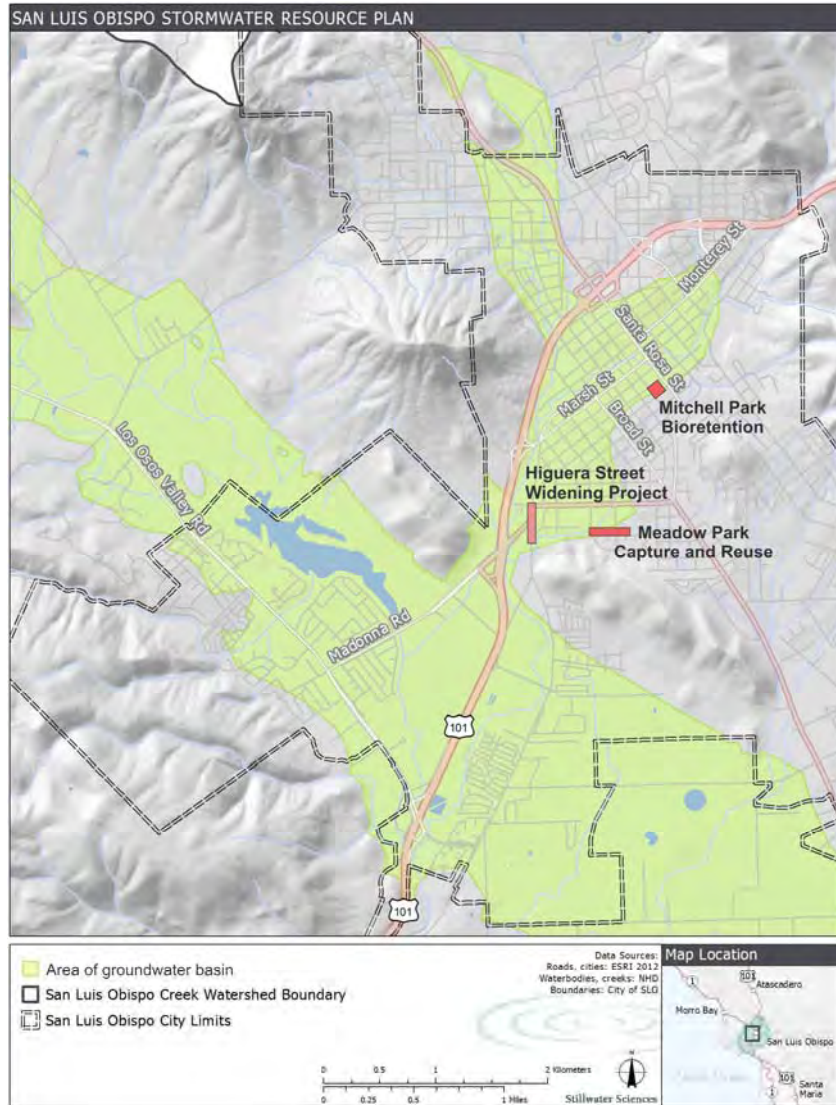 SAN LUIS OBISPO STORMWATER RESOURCE PLAN
Monterey St
Santa Rosa St
Marsh St
Mitchell Park
Bioretention
Broad St
Los Osos Valley Rd
Higuera Street
Widening Project
Meadow Park
Capture and Reuse
Madonna Rd
101
101
Area of groundwater basin
San Luis Obispo Creek Watershed Boundary
San Luis Obispo City Limits
Data Sources:
Roads, cities: ESRI 2012
Waterbodies, creeks: NHD
Boundaries: City of SLO
0 0.5 1 2 Kilometers
0 0.25 0.5 1 Miles
N
Stillwater Sciences
Map Location
1
101
Atascadero
Morro Bay
San Luis Obispo
101
Santa
Maria
1